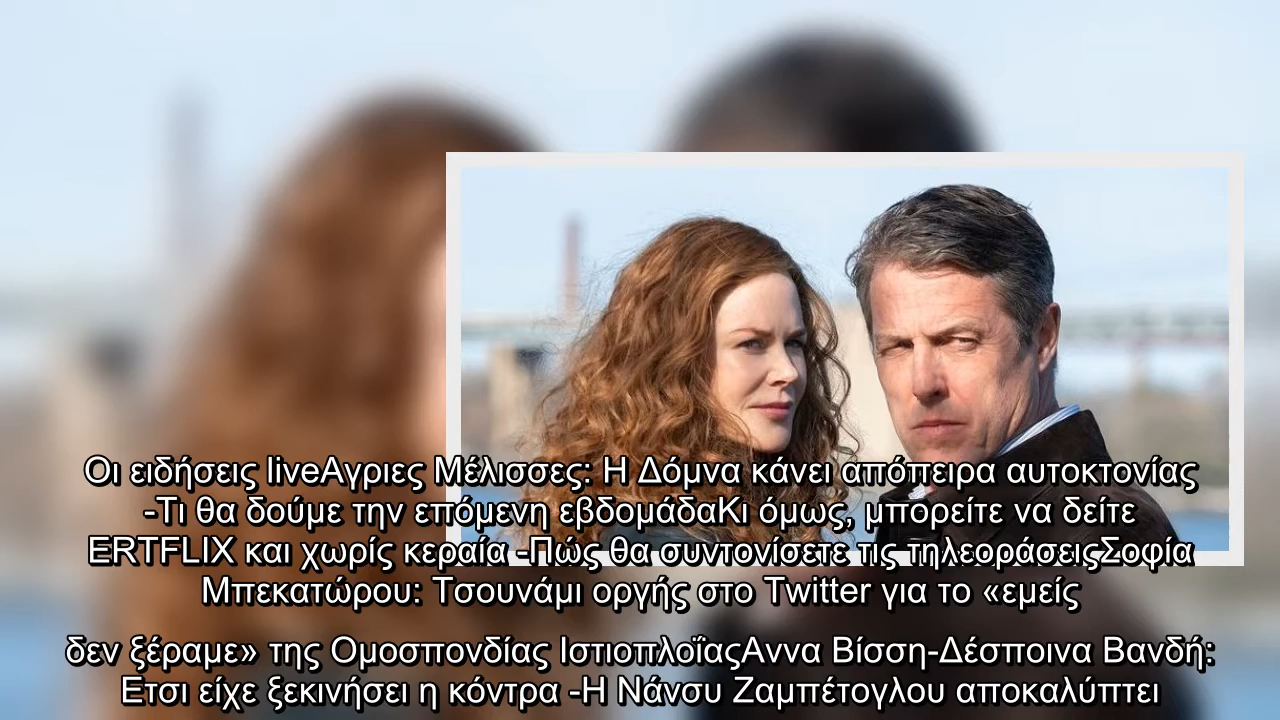 Οι ειδήσεις liveΑγριες Μέλισσες: Η Δόμνα κάνει απόπειρα αυτοκτονίας
-Τι θα δούμε την επόμενη εβδομάδαΚι όμως, μπορείτε να δείτε
ERTFLIX και χωρίς κεραία -Πώς θα συντονίσετε τις τηλεοράσειςΣοφία
Μπεκατώρου: Τσουνάμι οργής στο Twitter για το «εμείς
δεν ξέραμε» της Ομοσπονδίας ΙστιοπλοΐαςΑννα Βίσση-Δέσποινα Βανδή:
Ετσι είχε ξεκινήσει η κόντρα -Η Νάνσυ Ζαμπέτογλου αποκαλύπτει